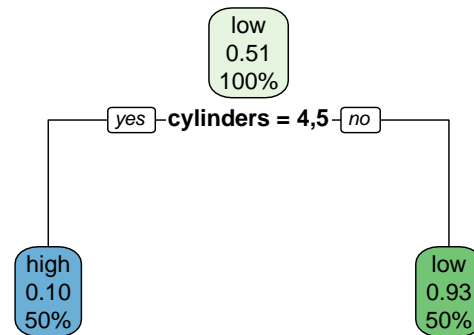 low
0.51
100%
yes cylinders = 4,5 no
high
0.10
50%
low
0.93
50%